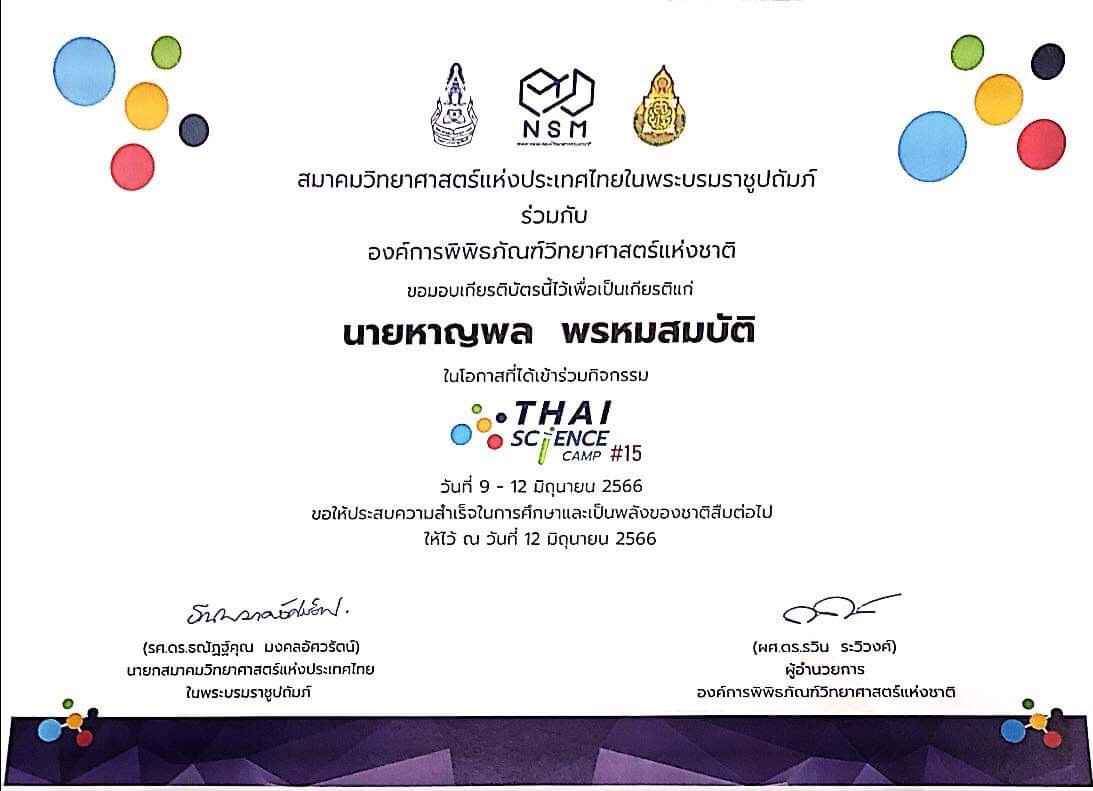 NSM
สมาคมวิทยาศาสตร์แห่งประเทศไทยในพระบรมราชูปถัมภ์
ร่วมกับ
องค์การพิพิธภัณฑ์วิทยาศาสตร์แห่งชาติ
ขอมอบเกียรติบัตรนี้ไว้เพื่อเป็นเกียรติแก่
นายหาญพล พรหมสมบัติ
ในโอกาสที่ได้เข้าร่วมกิจกรรม
THAI
SCiENCE
CAMP #15
วันที่ 9 - 12 มิถุนายน 2566
ขอให้ประสบความสำเร็จในการศึกษาและเป็นพลังของชาติสืบต่อไป
ให้ไว้ ณ วันที่ 12 มิถุนายน 2566
(รศ.ดร.ธณัฏฐ์คุณ มงคลอัศวรัตน์)
นายกสมาคมวิทยาศาสตร์แห่งประเทศไทย
ในพระบรมราชูปถัมภ์
(ผศ.ดร.รวิน ระวิวงศ์)
ผู้อำนวยการ
องค์การพิพิธภัณฑ์วิทยาศาสตร์แห่งชาติ